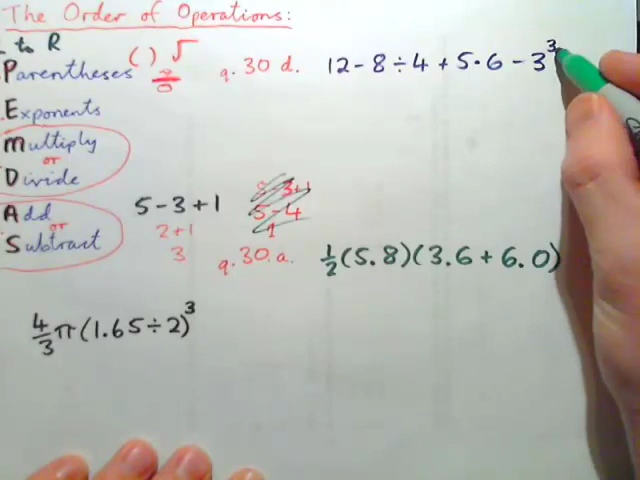 The Order of Operations:
L to R
Parentheses ( ) √
Exponents
Multiply
or
Divide
Add
or
Subtract
q. 30 d. 12 - 8 ÷ 4 + 5 · 6 - 3³
5 - 3 + 1
2+1
3
5 - 3+1
5 - 4
1
q. 30. a. ½ (5.8)(3.6 + 6.0)
4/3 π (1.65 ÷ 2)³